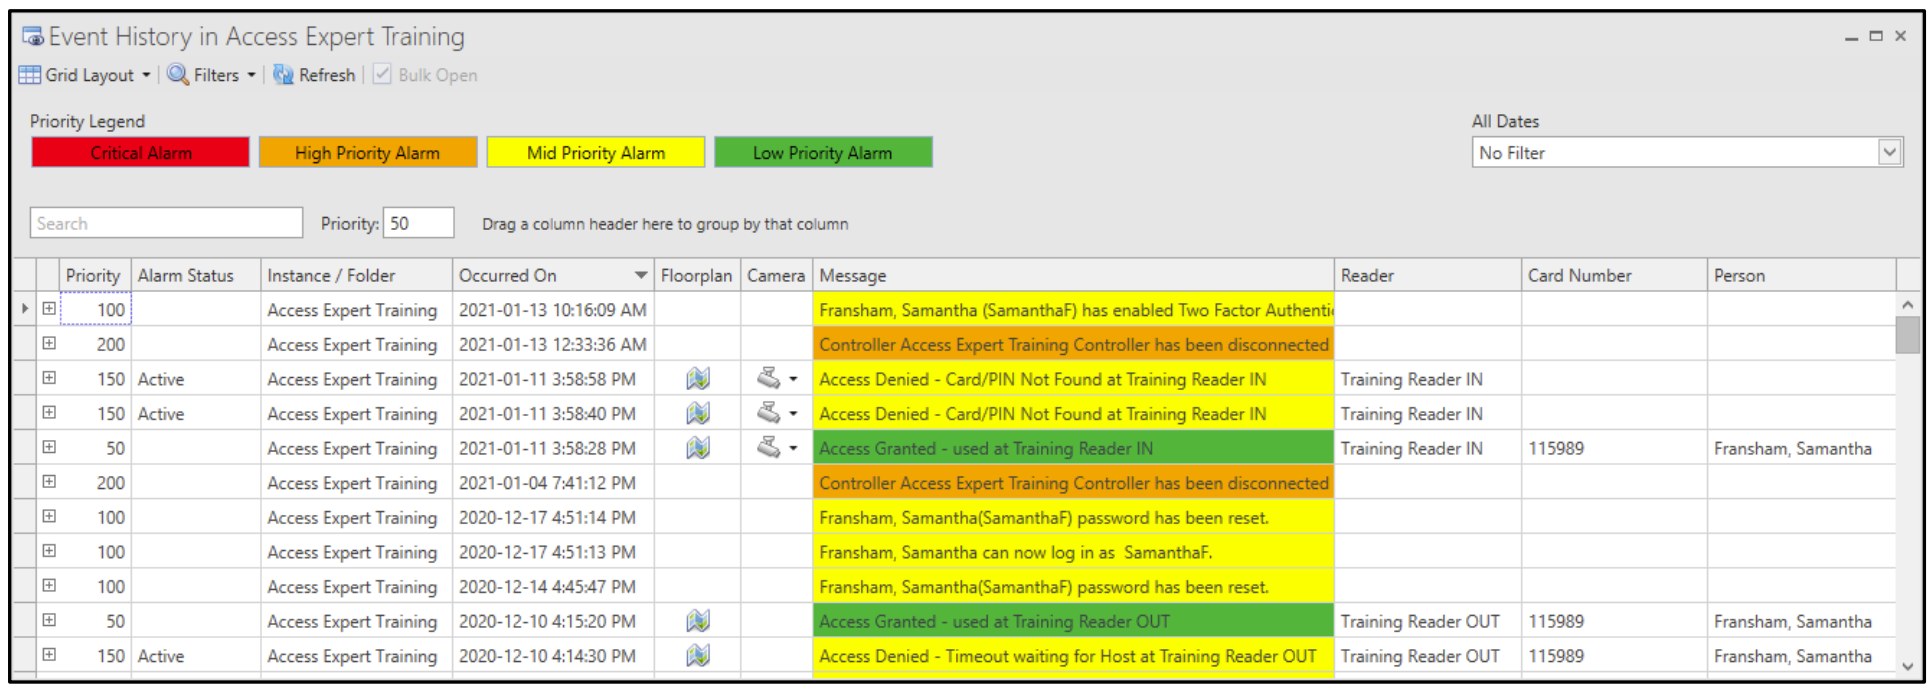 Event History in Access Expert Training
Grid Layout Filters Refresh Bulk Open
Priority Legend All Dates
Critical Alarm High Priority Alarm Mid Priority Alarm Low Priority Alarm No Filter
Search Priority: 50 Drag a column header here to group by that column
Priority Alarm Status Instance / Folder Occurred On Floorplan Camera Message Reader Card Number Person
100 Access Expert Training 2021-01-13 10:16:09 AM Fransham, Samantha (SamanthaF) has enabled Two Factor Authenti
200 Access Expert Training 2021-01-13 12:33:36 AM Controller Access Expert Training Controller has been disconnected
150 Active Access Expert Training 2021-01-11 3:58:58 PM Access Denied - Card/PIN Not Found at Training Reader IN Training Reader IN
150 Active Access Expert Training 2021-01-11 3:58:40 PM Access Denied - Card/PIN Not Found at Training Reader IN Training Reader IN
50 Access Expert Training 2021-01-11 3:58:28 PM Access Granted - used at Training Reader IN Training Reader IN 115989 Fransham, Samantha
200 Access Expert Training 2021-01-04 7:41:12 PM Controller Access Expert Training Controller has been disconnected
100 Access Expert Training 2020-12-17 4:51:14 PM Fransham, Samantha(SamanthaF) password has been reset.
100 Access Expert Training 2020-12-17 4:51:13 PM Fransham, Samantha can now log in as  SamanthaF.
100 Access Expert Training 2020-12-14 4:45:47 PM Fransham, Samantha(SamanthaF) password has been reset.
50 Access Expert Training 2020-12-10 4:15:20 PM Access Granted - used at Training Reader OUT Training Reader OUT 115989 Fransham, Samantha
150 Active Access Expert Training 2020-12-10 4:14:30 PM Access Denied - Timeout waiting for Host at Training Reader OUT Training Reader OUT 115989 Fransham, Samantha